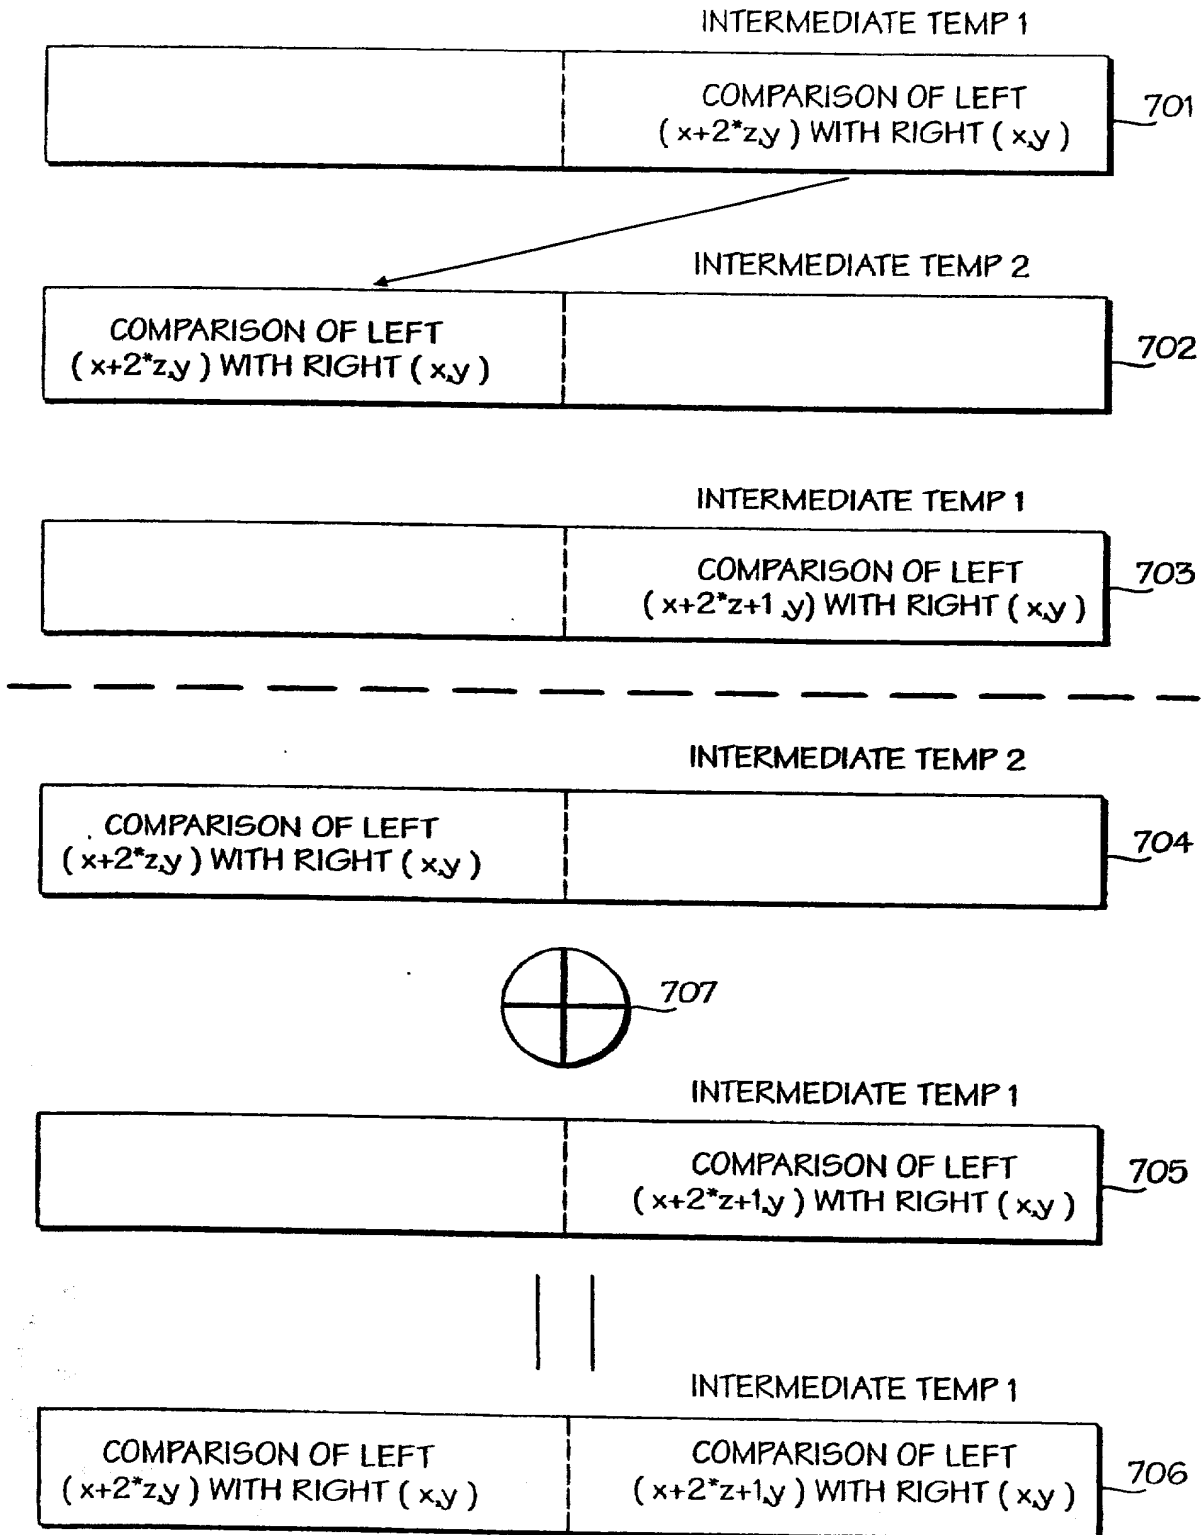 INTERMEDIATE TEMP 1
COMPARISON OF LEFT
(x+2*z,y) WITH RIGHT (x,y)
701
INTERMEDIATE TEMP 2
COMPARISON OF LEFT
(x+2*z,y) WITH RIGHT (x,y)
702
INTERMEDIATE TEMP 1
COMPARISON OF LEFT
(x+2*z+1,y) WITH RIGHT (x,y)
703
INTERMEDIATE TEMP 2
COMPARISON OF LEFT
(x+2*z,y) WITH RIGHT (x,y)
704
707
INTERMEDIATE TEMP 1
COMPARISON OF LEFT
(x+2*z+1,y) WITH RIGHT (x,y)
705
INTERMEDIATE TEMP 1
COMPARISON OF LEFT
(x+2*z,y) WITH RIGHT (x,y)
COMPARISON OF LEFT
(x+2*z+1,y) WITH RIGHT (x,y)
706